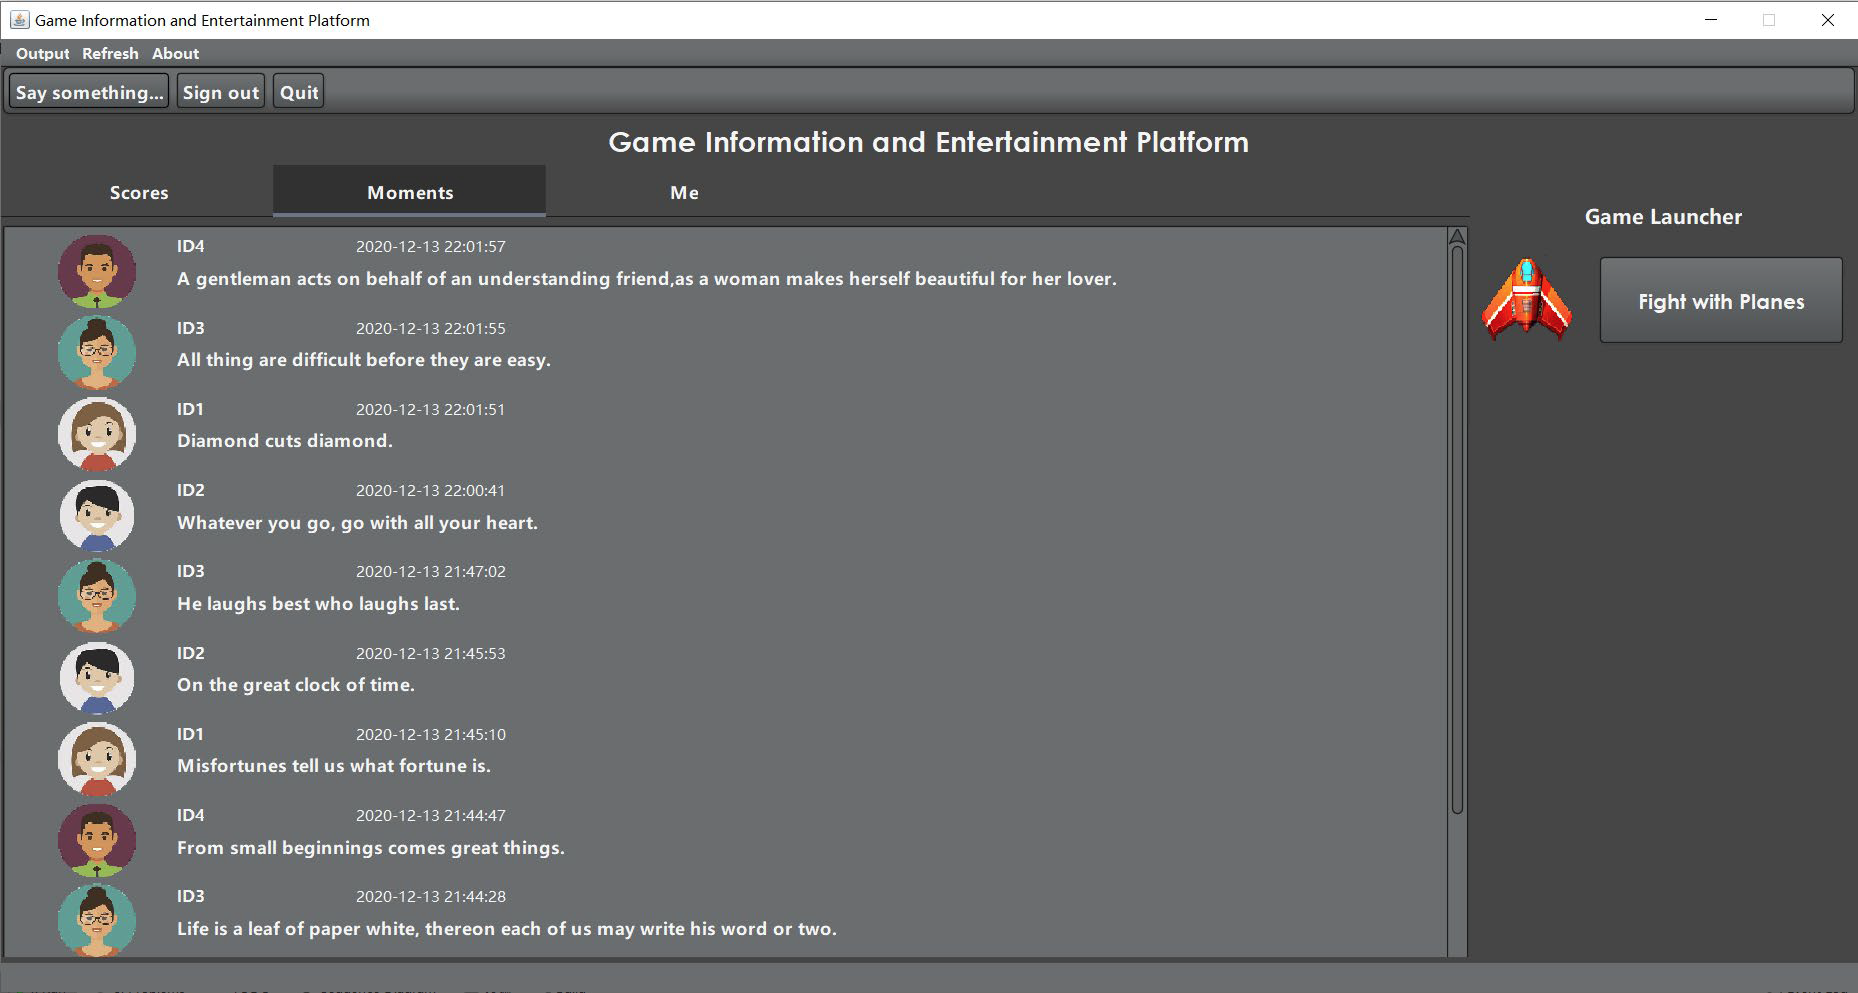 Game Information and Entertainment Platform
Output Refresh About
Say something... Sign out Quit
Game Information and Entertainment Platform
Scores Moments Me
Game Launcher
Fight with Planes
ID4 2020-12-13 22:01:57
A gentleman acts on behalf of an understanding friend,as a woman makes herself beautiful for her lover.
ID3 2020-12-13 22:01:55
All thing are difficult before they are easy.
ID1 2020-12-13 22:01:51
Diamond cuts diamond.
ID2 2020-12-13 22:00:41
Whatever you go, go with all your heart.
ID3 2020-12-13 21:47:02
He laughs best who laughs last.
ID2 2020-12-13 21:45:53
On the great clock of time.
ID1 2020-12-13 21:45:10
Misfortunes tell us what fortune is.
ID4 2020-12-13 21:44:47
From small beginnings comes great things.
ID3 2020-12-13 21:44:28
Life is a leaf of paper white, thereon each of us may write his word or two.